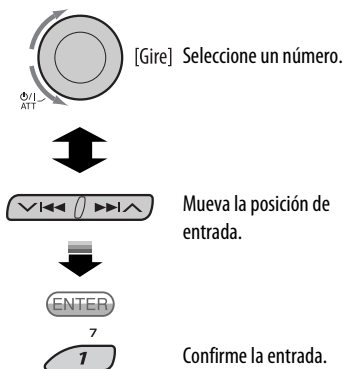 [Gire] Seleccione un número.
⏻/I
ATT
Mueva la posición de
entrada.
ENTER
7
1
Confirme la entrada.